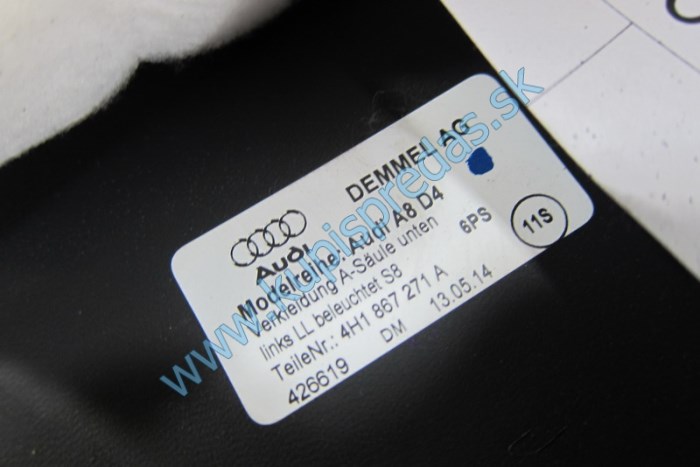 DEMMEL AG
Audi
Modelreihe: Audi A8 D4
Verkleidung A-Säule unten
links LL beleuchtet S8
6PS
11S
TeileNr.: 4H1 867 271 A
426619 DM 13.05.14
www.kupispredas.sk